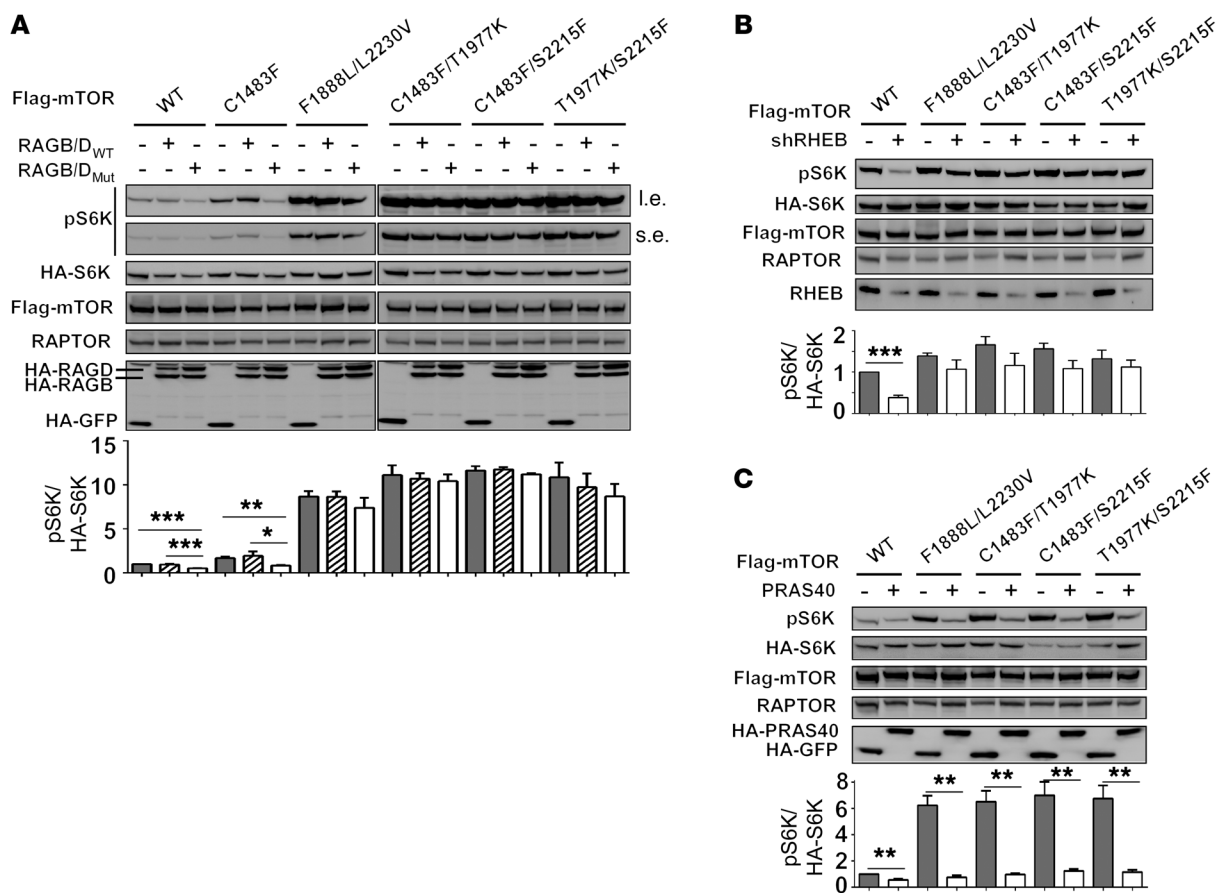 A
Flag-mTOR
WT
C1483F
F1888L/L2230V
C1483F/T1977K
C1483F/S2215F
T1977K/S2215F
RAGB/DWT - + - - + - - + - - + - - + - - + -
RAGB/DMut - - + - - + - - + - - + - - + - - +
pS6K
l.e.
s.e.
HA-S6K
Flag-mTOR
RAPTOR
HA-RAGD
HA-RAGB
HA-GFP
pS6K/
HA-S6K
15
10
5
0
***
***
**
*
B
Flag-mTOR
WT
F1888L/L2230V
C1483F/T1977K
C1483F/S2215F
T1977K/S2215F
shRHEB - + - + - + - + - +
pS6K
HA-S6K
Flag-mTOR
RAPTOR
RHEB
pS6K/
HA-S6K
2
1
0
***
C
Flag-mTOR
WT
F1888L/L2230V
C1483F/T1977K
C1483F/S2215F
T1977K/S2215F
PRAS40 - + - + - + - + - +
pS6K
HA-S6K
Flag-mTOR
RAPTOR
HA-PRAS40
HA-GFP
pS6K/
HA-S6K
8
6
4
2
0
**
**
**
**
**